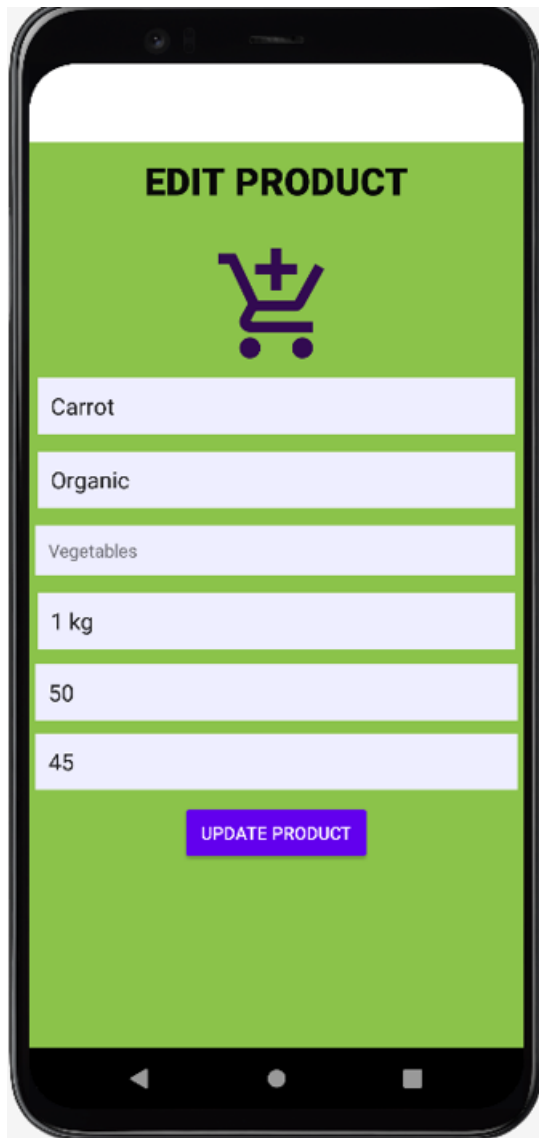 EDIT PRODUCT
Carrot
Organic
Vegetables
1 kg
50
45
UPDATE PRODUCT